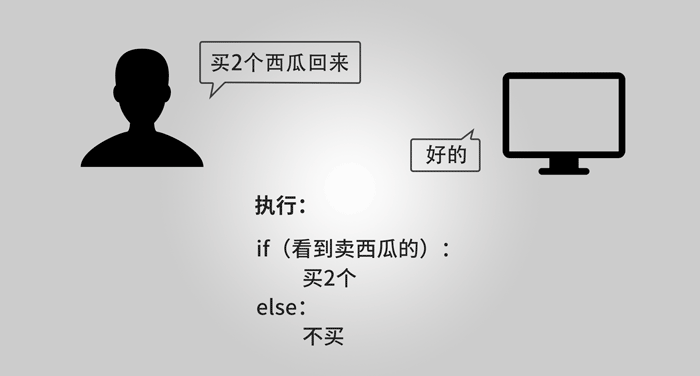 买2个西瓜回来
好的
执行：
if（看到卖西瓜的）：
买2个
else：
不买